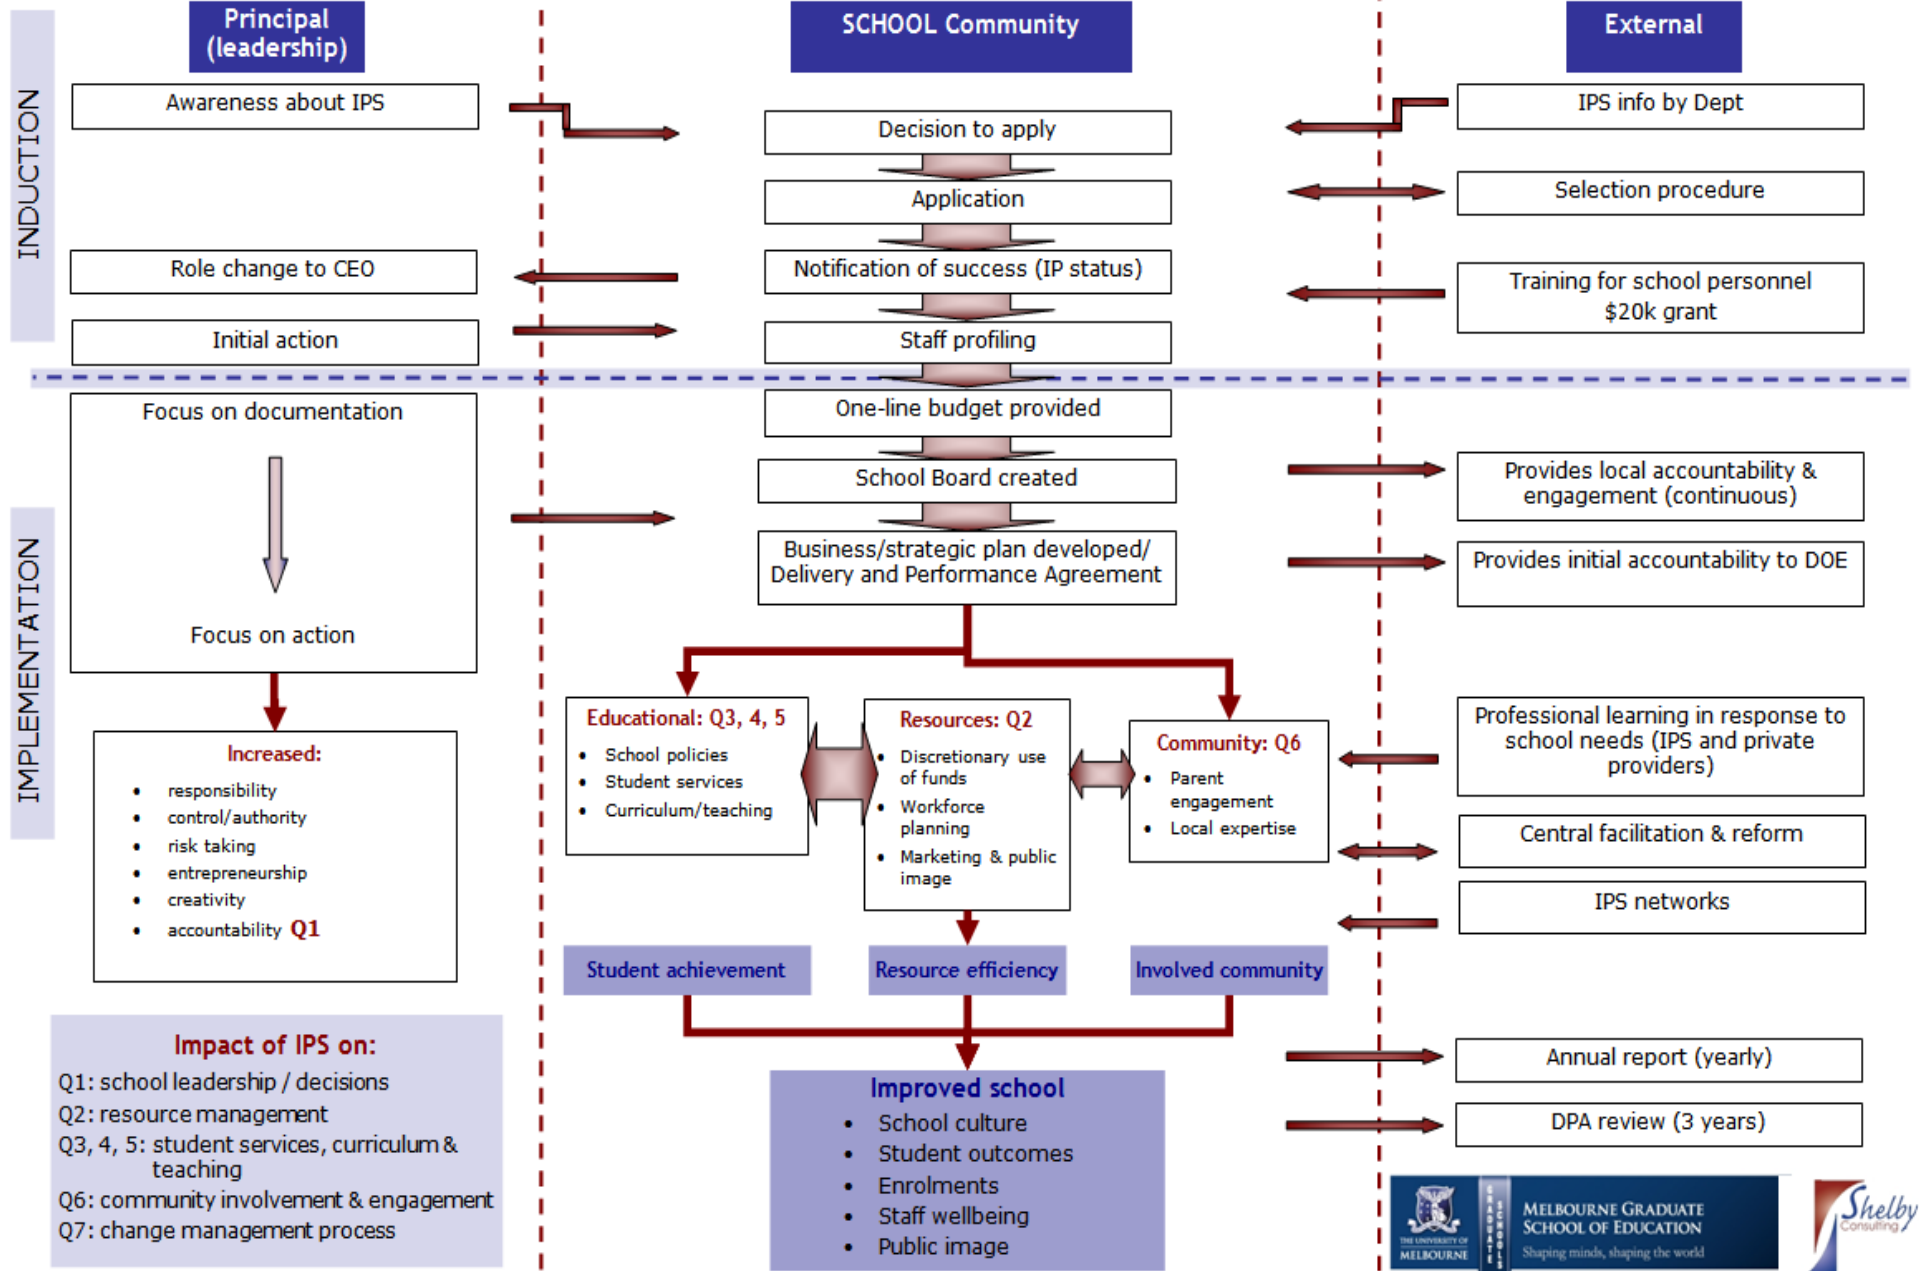 Principal
(leadership)
SCHOOL Community
External
INDUCTION
Awareness about IPS
Decision to apply
IPS info by Dept
Application
Selection procedure
Role change to CEO
Notification of success (IP status)
Training for school personnel
$20k grant
Initial action
Staff profiling
IMPLEMENTATION
Focus on documentation
Focus on action
One-line budget provided
School Board created
Provides local accountability &
engagement (continuous)
Business/strategic plan developed/
Delivery and Performance Agreement
Provides initial accountability to DOE
Increased:
• responsibility
• control/authority
• risk taking
• entrepreneurship
• creativity
• accountability Q1
Educational: Q3, 4, 5
• School policies
• Student services
• Curriculum/teaching
Resources: Q2
• Discretionary use
of funds
• Workforce
planning
• Marketing & public
image
Community: Q6
• Parent
engagement
• Local expertise
Professional learning in response to
school needs (IPS and private
providers)
Central facilitation & reform
IPS networks
Student achievement
Resource efficiency
Involved community
Impact of IPS on:
Q1: school leadership / decisions
Q2: resource management
Q3, 4, 5: student services, curriculum &
teaching
Q6: community involvement & engagement
Q7: change management process
Improved school
• School culture
• Student outcomes
• Enrolments
• Staff wellbeing
• Public image
Annual report (yearly)
DPA review (3 years)
THE UNIVERSITY OF
MELBOURNE
GRADUATE
SCHOOLS
MELBOURNE GRADUATE
SCHOOL OF EDUCATION
Shaping minds, shaping the world
Shelby
Consulting